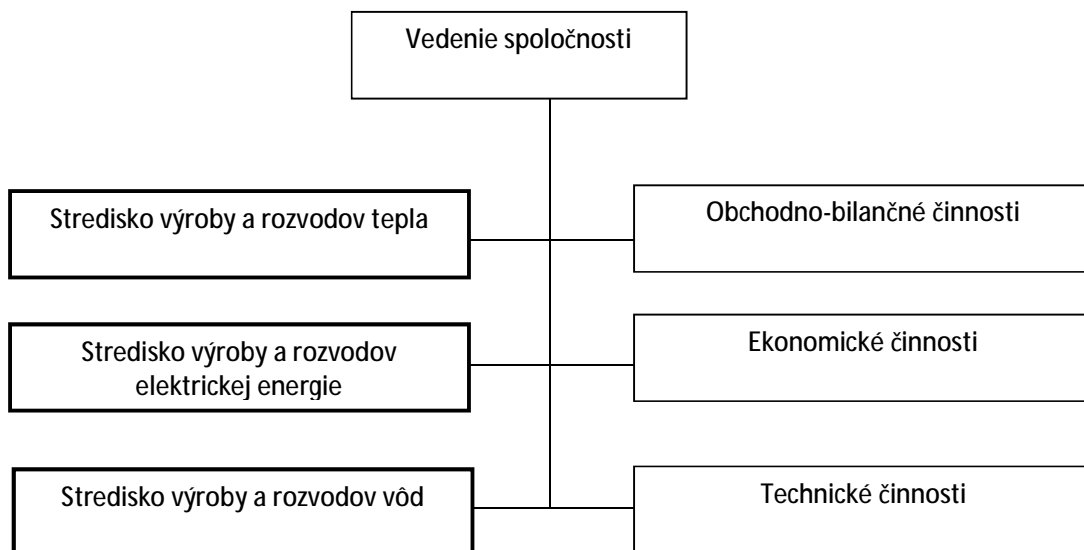 Vedenie spoločnosti
Stredisko výroby a rozvodov tepla
Obchodno-bilančné činnosti
Stredisko výroby a rozvodov
elektrickej energie
Ekonomické činnosti
Stredisko výroby a rozvodov vôd
Technické činnosti